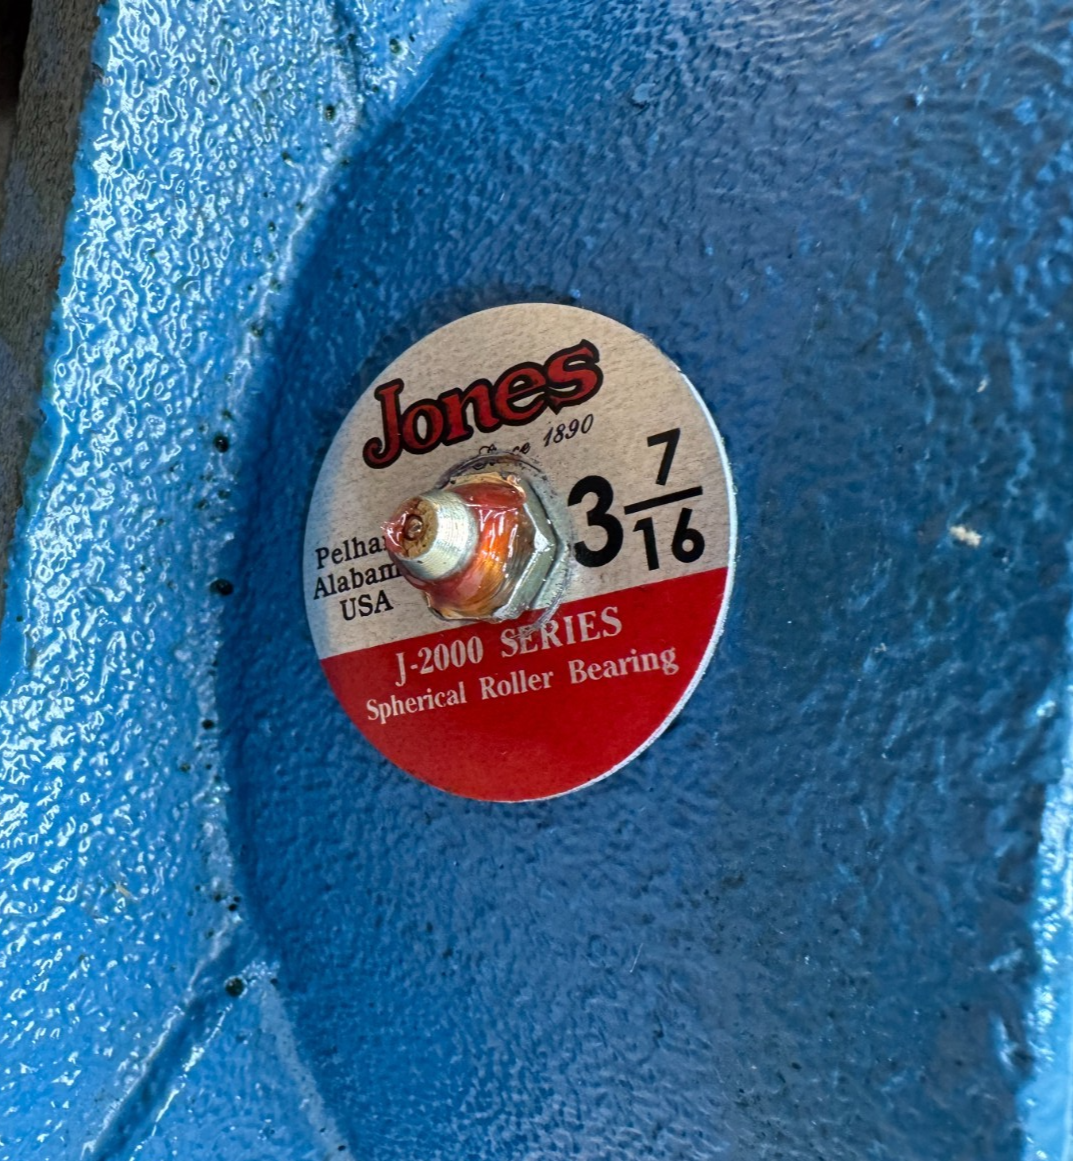 Jones
1890
3 7/16
USA
J-2000 SERIES
Spherical Roller Bearing